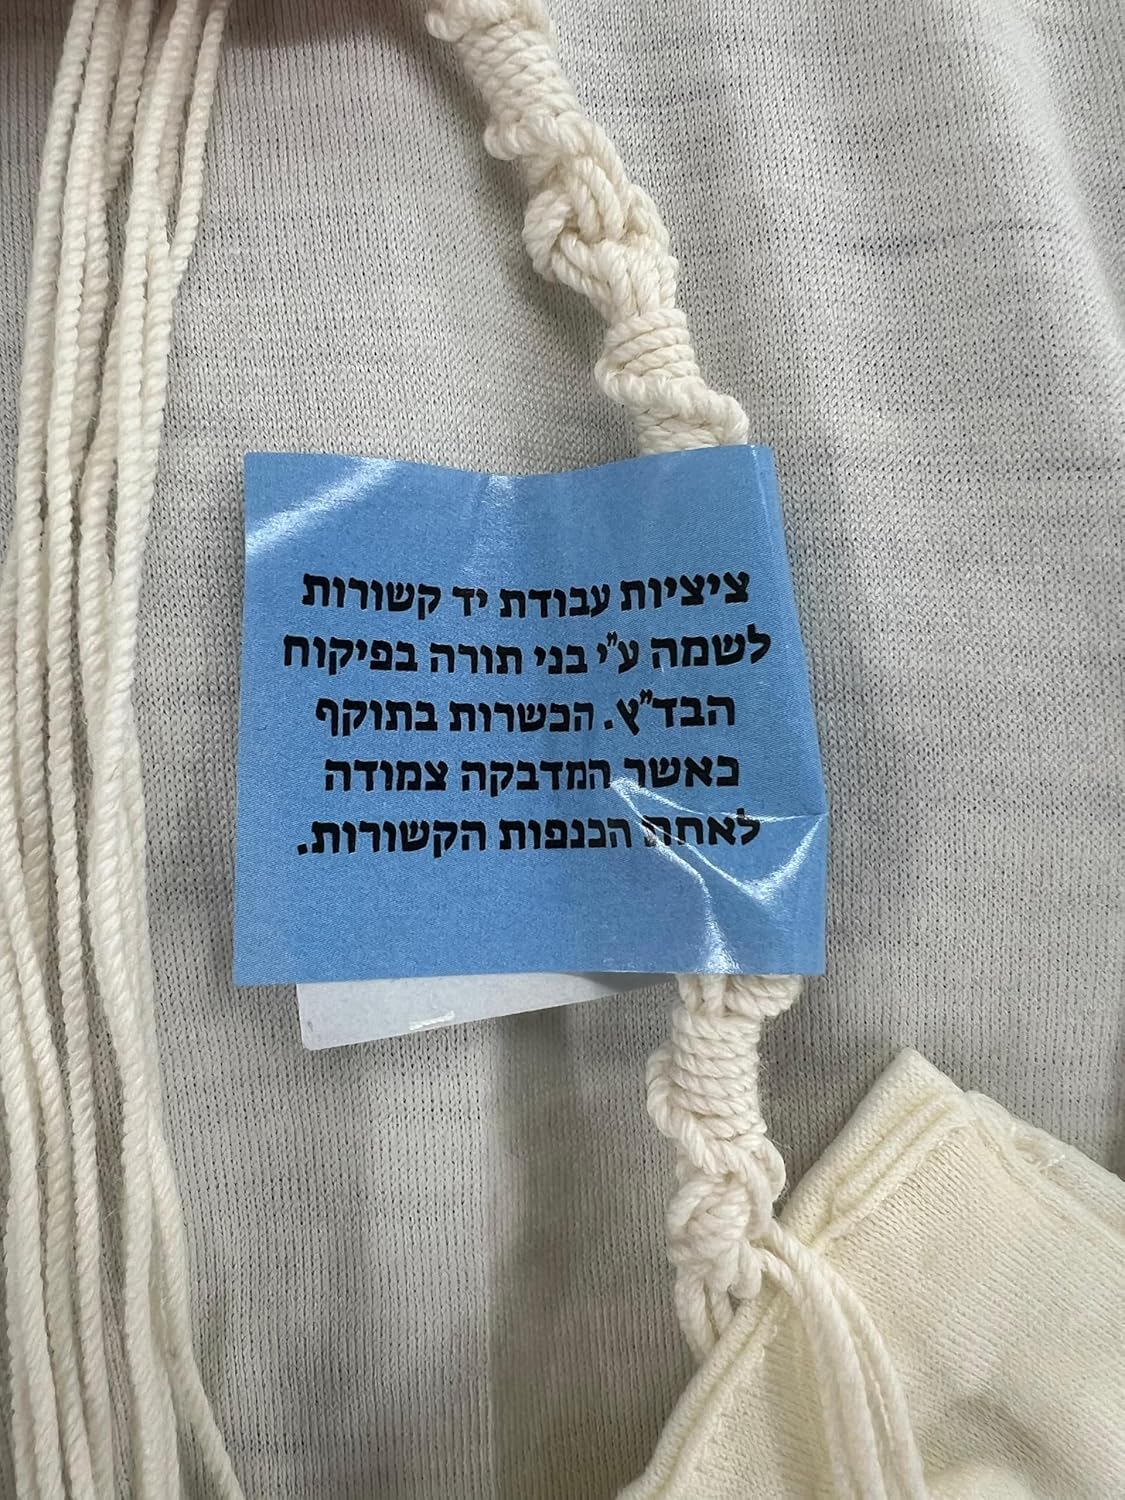 ציציות עבודת יד קשורות
לשמה ע"י בני תורה בפיקוח
הבד"ץ. הכשרות בתוקף
כאשר המדבקה צמודה
לאחת הכנפות הקשורות.